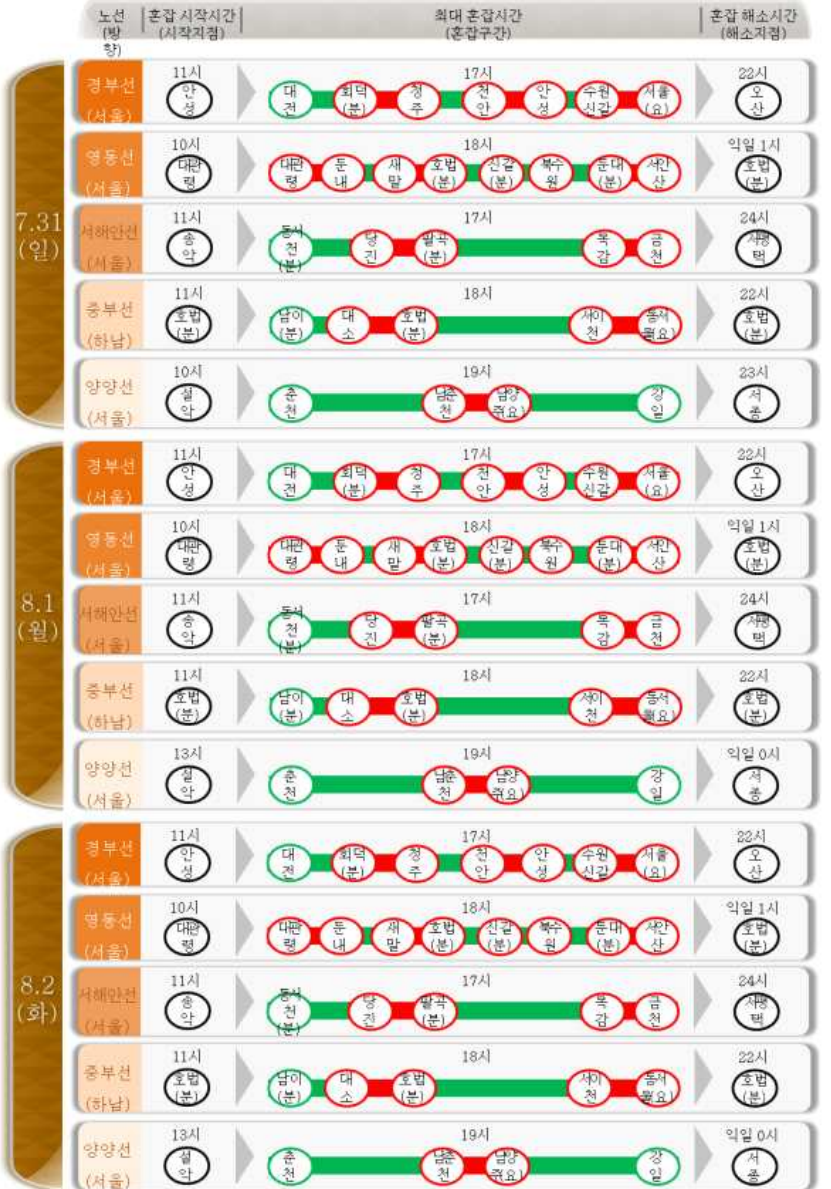 노선 (방향) 혼잡 시작시간 (시작지점) 최대 혼잡시간 (혼잡구간) 혼잡 해소시간 (해소지점)
7.31 (일)
경부선 (서울) 11시 안성 17시 대전 회덕(분) 청주 천안 안성 수원신갈 서울(요) 22시 오산
영동선 (서울) 10시 대관령 18시 대관령 둔내 새말 호법(분) 신갈(분) 북수원 둔대(분) 서안산 익일 1시 호법(분)
서해안선 (서울) 11시 송악 17시 동서천(분) 당진 팔곡(분) 목감 금천 24시 서평택
중부선 (하남) 11시 호법(분) 18시 남이(분) 대소 호법(분) 서이천 동서울(요) 22시 호법(분)
양양선 (서울) 10시 설악 19시 춘천 남춘천 남양주(요) 강일 23시 서종
8.1 (월)
경부선 (서울) 11시 안성 17시 대전 회덕(분) 청주 천안 안성 수원신갈 서울(요) 22시 오산
영동선 (서울) 10시 대관령 18시 대관령 둔내 새말 호법(분) 신갈(분) 북수원 둔대(분) 서안산 익일 1시 호법(분)
서해안선 (서울) 11시 송악 17시 동서천(분) 당진 팔곡(분) 목감 금천 24시 서평택
중부선 (하남) 11시 호법(분) 18시 남이(분) 대소 호법(분) 서이천 동서울(요) 22시 호법(분)
양양선 (서울) 13시 설악 19시 춘천 남춘천 남양주(요) 강일 익일 0시 서종
8.2 (화)
경부선 (서울) 11시 안성 17시 대전 회덕(분) 청주 천안 안성 수원신갈 서울(요) 22시 오산
영동선 (서울) 10시 대관령 18시 대관령 둔내 새말 호법(분) 신갈(분) 북수원 둔대(분) 서안산 익일 1시 호법(분)
서해안선 (서울) 11시 송악 17시 동서천(분) 당진 팔곡(분) 목감 금천 24시 서평택
중부선 (하남) 11시 호법(분) 18시 남이(분) 대소 호법(분) 서이천 동서울(요) 22시 호법(분)
양양선 (서울) 13시 설악 19시 춘천 남춘천 남양주(요) 강일 익일 0시 서종